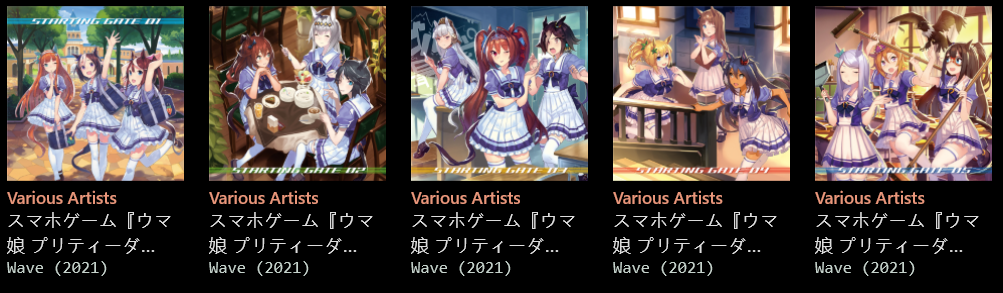 STARTING GATE 01
STARTING GATE 02
STARTING GATE 03
STARTING GATE 04
STARTING GATE 05
Various Artists
スマホゲーム『ウマ
娘 プリティーダ...
Wave (2021)
Various Artists
スマホゲーム『ウマ
娘 プリティーダ...
Wave (2021)
Various Artists
スマホゲーム『ウマ
娘 プリティーダ...
Wave (2021)
Various Artists
スマホゲーム『ウマ
娘 プリティーダ...
Wave (2021)
Various Artists
スマホゲーム『ウマ
娘 プリティーダ...
Wave (2021)